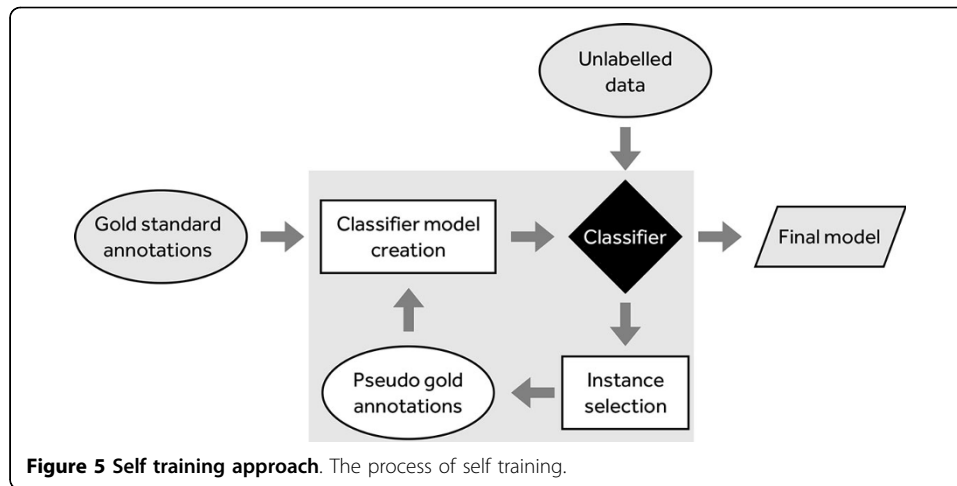 Unlabelled
data
Gold standard
annotations
Classifier model
creation
Classifier
Final model
Pseudo gold
annotations
Instance
selection
Figure 5 Self training approach. The process of self training.